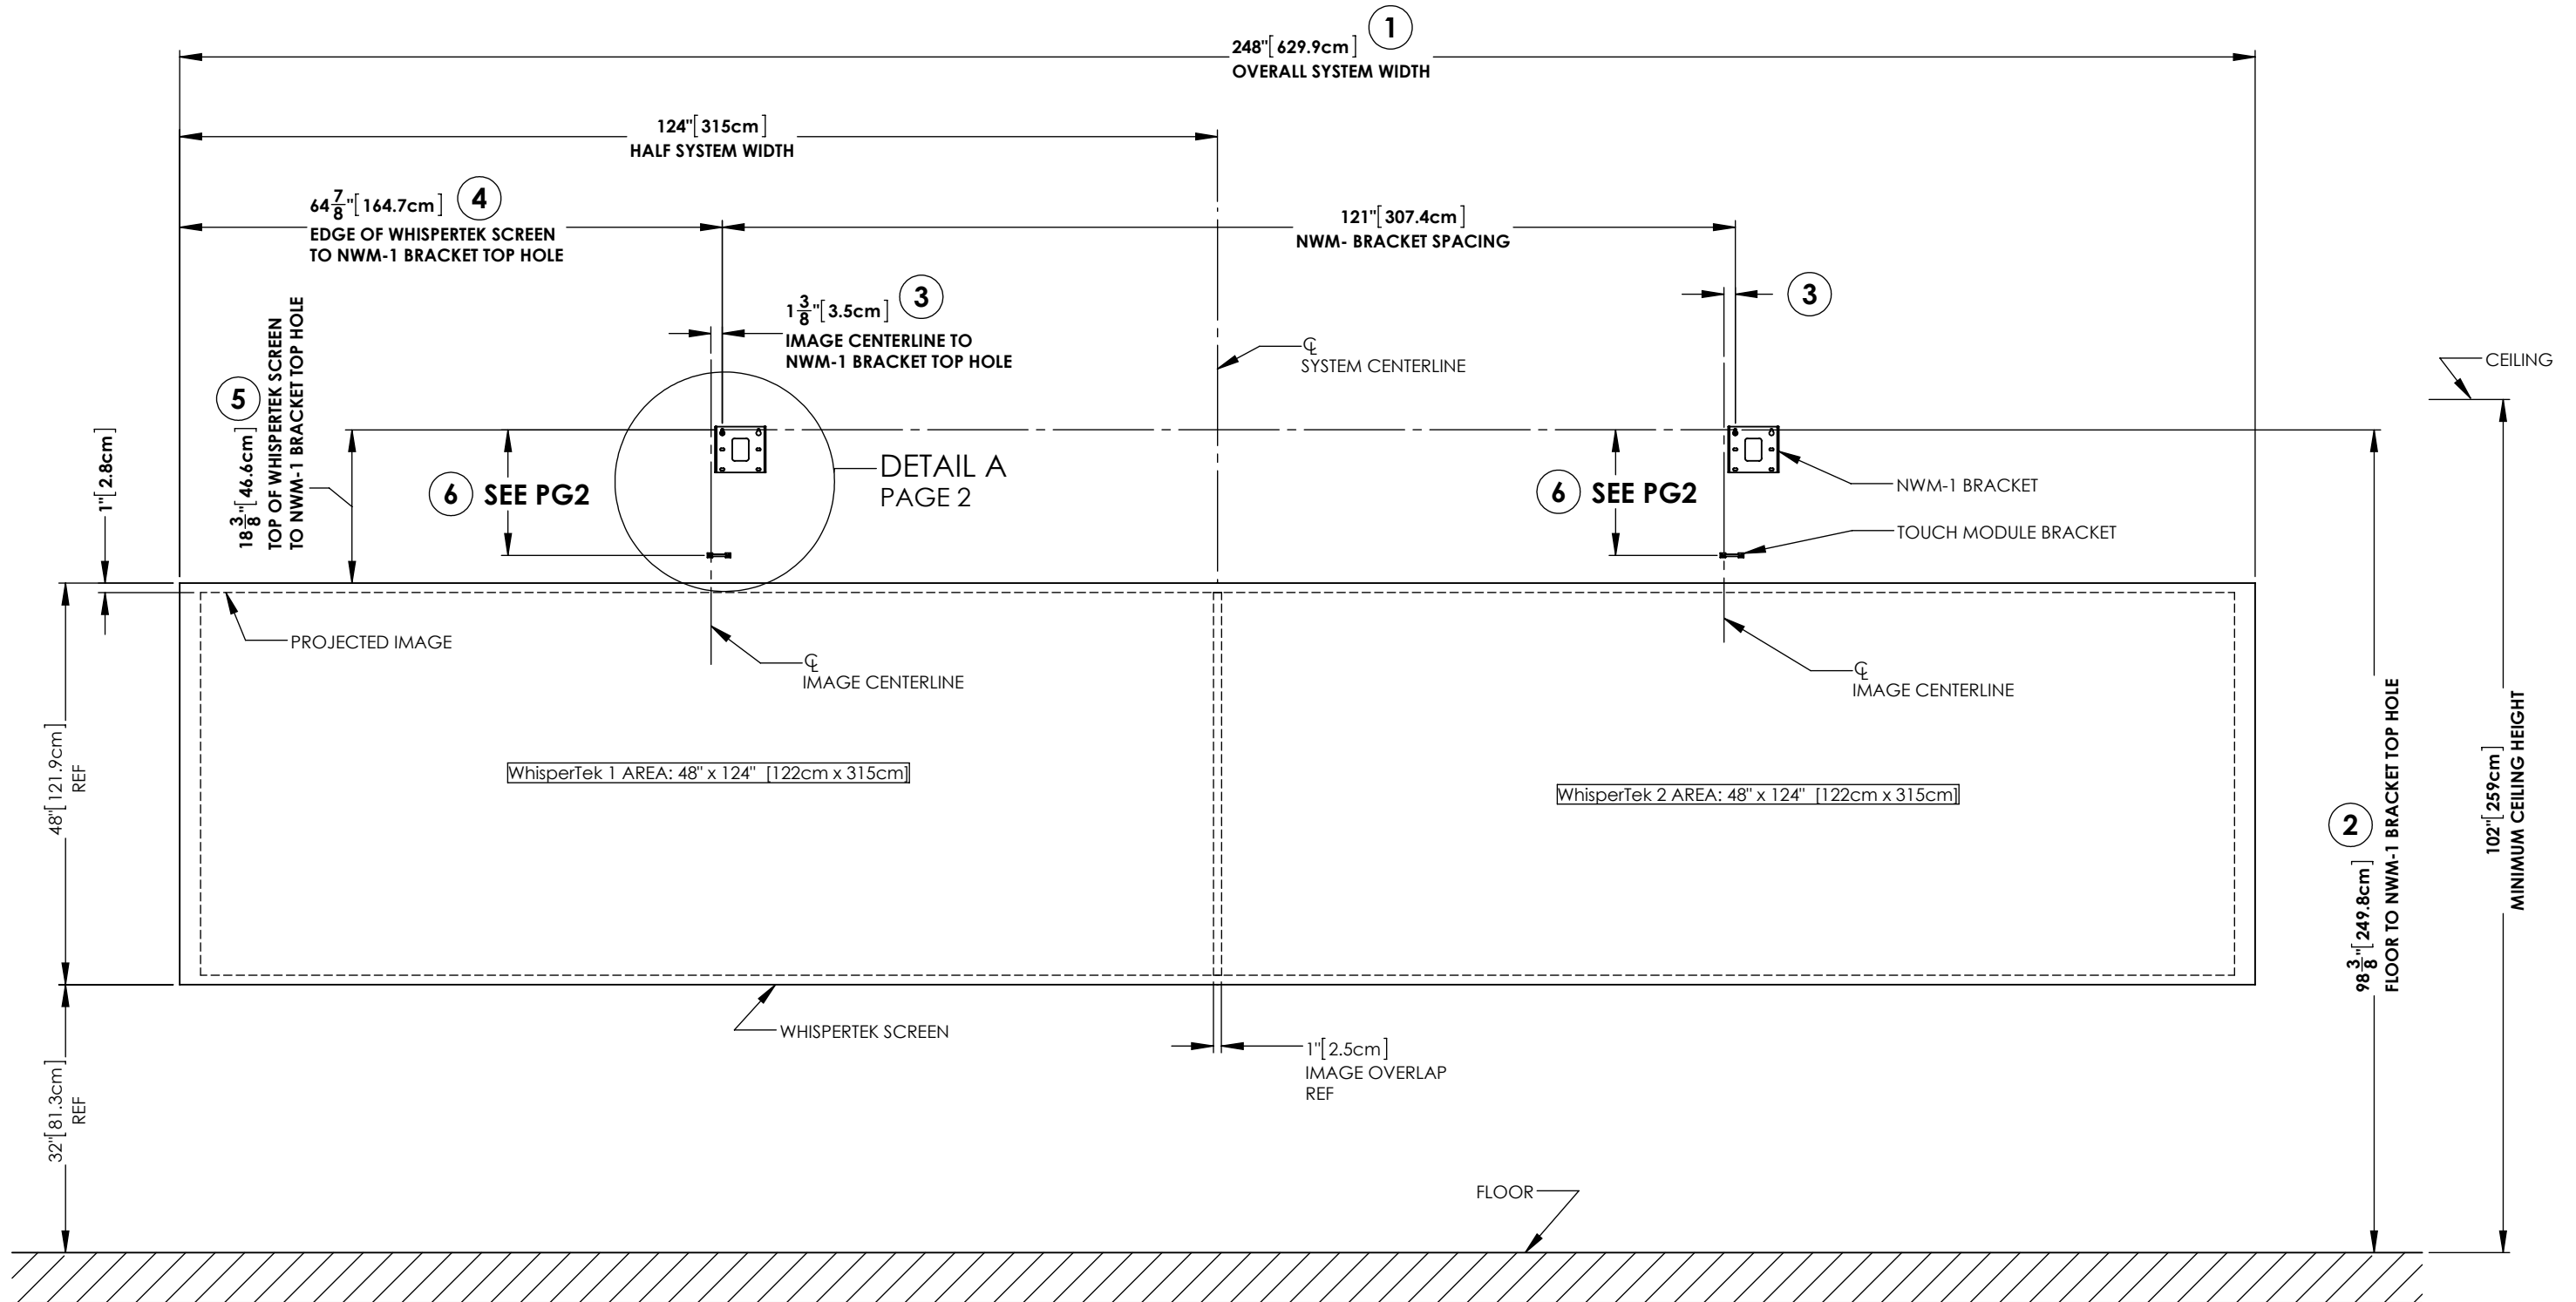 1
248"[629.9cm]
OVERALL SYSTEM WIDTH
124"[315cm]
HALF SYSTEM WIDTH
4
64 7/8"[164.7cm]
EDGE OF WHISPERTEK SCREEN
TO NWM-1 BRACKET TOP HOLE
121"[307.4cm]
NWM- BRACKET SPACING
3
1 3/8"[3.5cm]
IMAGE CENTERLINE TO
NWM-1 BRACKET TOP HOLE
3
℄
SYSTEM CENTERLINE
CEILING
5
18 3/8"[46.6cm]
TOP OF WHISPERTEK SCREEN
TO NWM-1 BRACKET TOP HOLE
1"[2.8cm]
6 SEE PG2
DETAIL A
PAGE 2
6 SEE PG2
NWM-1 BRACKET
TOUCH MODULE BRACKET
PROJECTED IMAGE
℄
IMAGE CENTERLINE
℄
IMAGE CENTERLINE
WhisperTek 1 AREA: 48" x 124" [122cm x 315cm]
WhisperTek 2 AREA: 48" x 124" [122cm x 315cm]
48"[121.9cm]
REF
2
98 3/8"[249.8cm]
FLOOR TO NWM-1 BRACKET TOP HOLE
102"[259cm]
MINIMUM CEILING HEIGHT
WHISPERTEK SCREEN
1"[2.5cm]
IMAGE OVERLAP
REF
32"[81.3cm]
REF
FLOOR